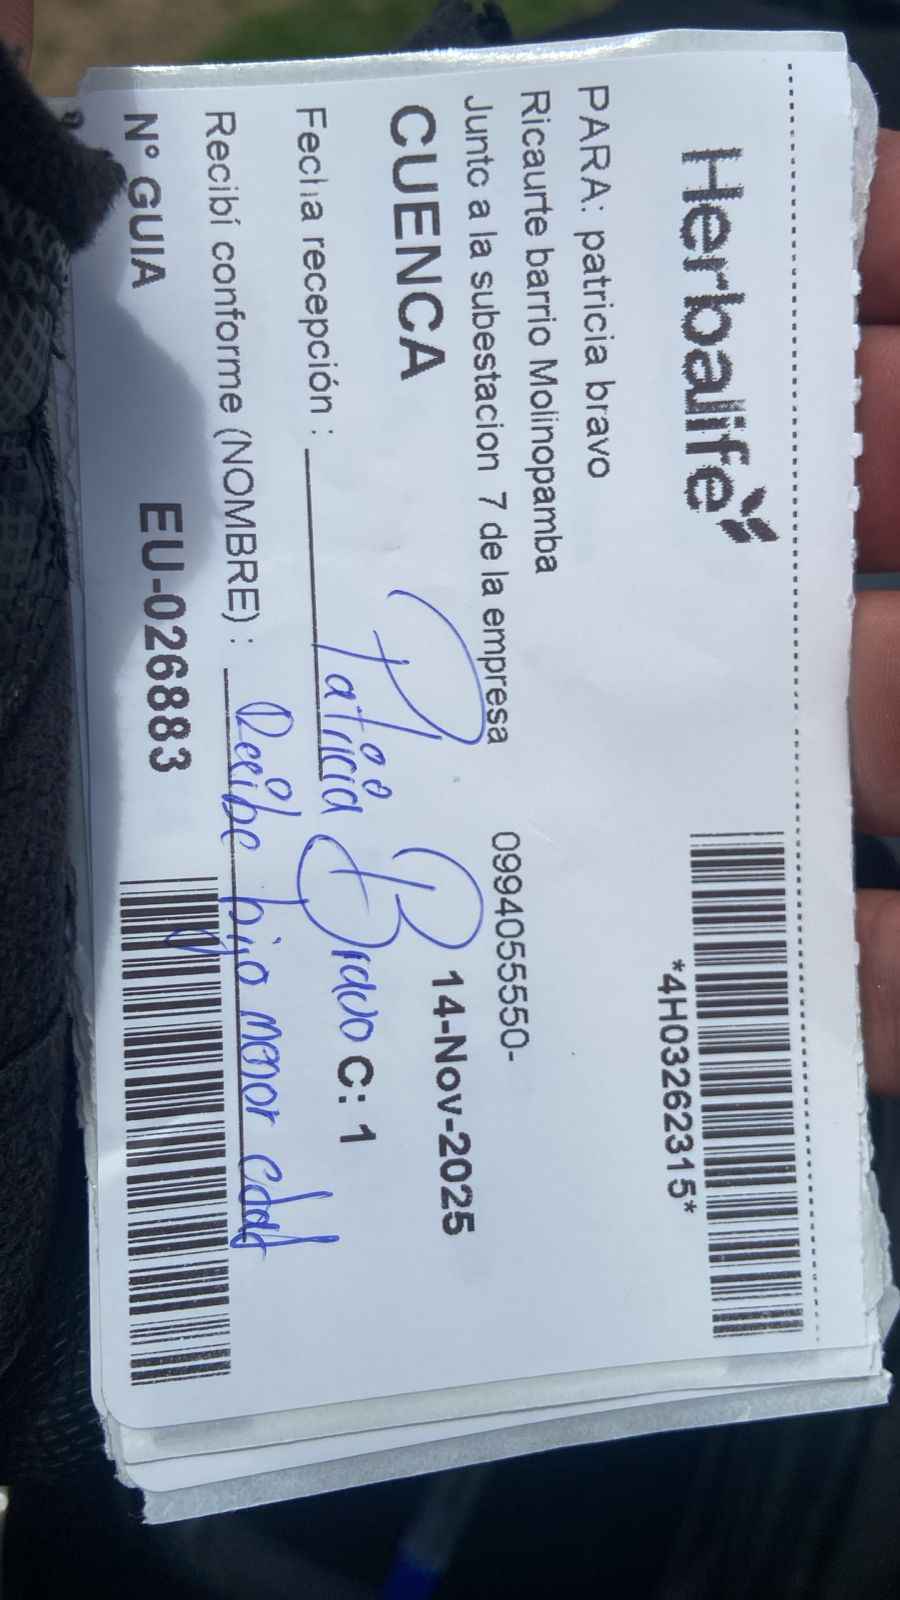 Herbalife
*4H03262315*
PARA: patricia bravo
Ricaurte barrio Molinopamba
Junto a la subestacion 7 de la empresa
0994055550-
CUENCA
14-Nov-2025
Patricia Bravo
C: 1
Fecha recepción :
Recibí conforme (NOMBRE) :
Recibe hijo menor edad
N° GUIA
EU-026883